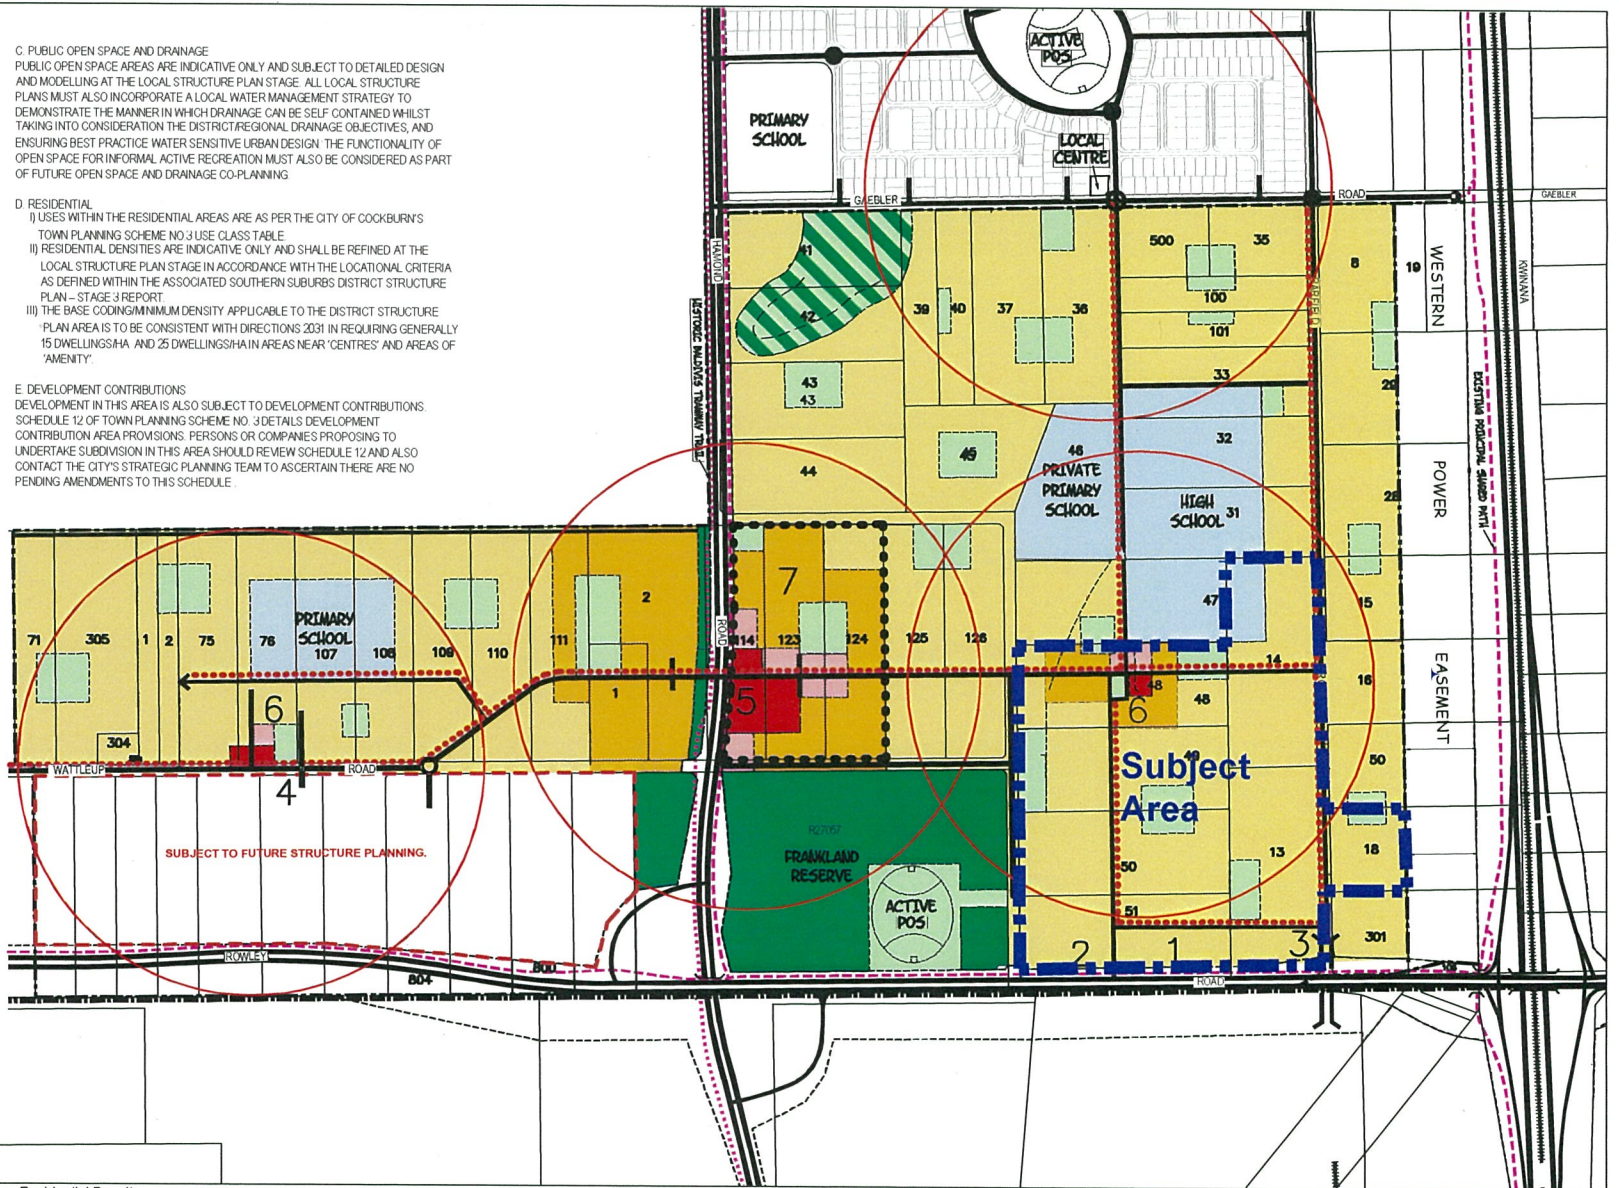 C. PUBLIC OPEN SPACE AND DRAINAGE
PUBLIC OPEN SPACE AREAS ARE INDICATIVE ONLY AND SUBJECT TO DETAILED DESIGN
AND MODELLING AT THE LOCAL STRUCTURE PLAN STAGE. ALL LOCAL STRUCTURE
PLANS MUST ALSO INCORPORATE A LOCAL WATER MANAGEMENT STRATEGY TO
DEMONSTRATE THE MANNER IN WHICH DRAINAGE CAN BE SELF CONTAINED WHILST
TAKING INTO CONSIDERATION THE DISTRICT/REGIONAL DRAINAGE OBJECTIVES, AND
ENSURING BEST PRACTICE WATER SENSITIVE URBAN DESIGN. THE FUNCTIONALITY OF
OPEN SPACE FOR INFORMAL ACTIVE RECREATION MUST ALSO BE CONSIDERED AS PART
OF FUTURE OPEN SPACE AND DRAINAGE CO-PLANNING.
D. RESIDENTIAL
I) USES WITHIN THE RESIDENTIAL AREAS ARE AS PER THE CITY OF COCKBURN'S
TOWN PLANNING SCHEME NO.3 USE CLASS TABLE.
II) RESIDENTIAL DENSITIES ARE INDICATIVE ONLY AND SHALL BE REFINED AT THE
LOCAL STRUCTURE PLAN STAGE IN ACCORDANCE WITH THE LOCATIONAL CRITERIA
AS DEFINED WITHIN THE ASSOCIATED SOUTHERN SUBURBS DISTRICT STRUCTURE
PLAN – STAGE 3 REPORT.
III) THE BASE CODING/MINIMUM DENSITY APPLICABLE TO THE DISTRICT STRUCTURE
PLAN AREA IS TO BE CONSISTENT WITH DIRECTIONS 2031 IN REQUIRING GENERALLY
15 DWELLINGS/HA AND 25 DWELLINGS/HA IN AREAS NEAR 'CENTRES' AND AREAS OF
'AMENITY'.
E. DEVELOPMENT CONTRIBUTIONS
DEVELOPMENT IN THIS AREA IS ALSO SUBJECT TO DEVELOPMENT CONTRIBUTIONS.
SCHEDULE 12 OF TOWN PLANNING SCHEME NO. 3 DETAILS DEVELOPMENT
CONTRIBUTION AREA PROVISIONS. PERSONS OR COMPANIES PROPOSING TO
UNDERTAKE SUBDIVISION IN THIS AREA SHOULD REVIEW SCHEDULE 12 AND ALSO
CONTACT THE CITY'S STRATEGIC PLANNING TEAM TO ASCERTAIN THERE ARE NO
PENDING AMENDMENTS TO THIS SCHEDULE.
ACTIVE
POS
PRIMARY
SCHOOL
LOCAL
CENTRE
GAEBLER
ROAD
GAEBLER
HAMOND
ROAD
HISTORIC BALDIVIS TRAMWAY TRAIL
41
42
39
40
37
36
500
35
100
101
33
8
19
WESTERN
POWER
EASEMENT
KWINANA
EXISTING PRINCIPAL SHARED PATH
43
43
44
45
46
PRIVATE
PRIMARY
SCHOOL
32
HIGH
SCHOOL
31
29
28
47
15
71
305
1
2
75
76
PRIMARY
SCHOOL
107
108
109
110
111
2
1
7
114
123
124
125
126
14
16
5
6
48
48
6
304
WATTLEUP
ROAD
4
49
Subject
Area
50
50
18
13
51
301
SUBJECT TO FUTURE STRUCTURE PLANNING.
R27057
FRANKLAND
RESERVE
ACTIVE
POS
2
1
3
ROWLEY
800
804
ROAD